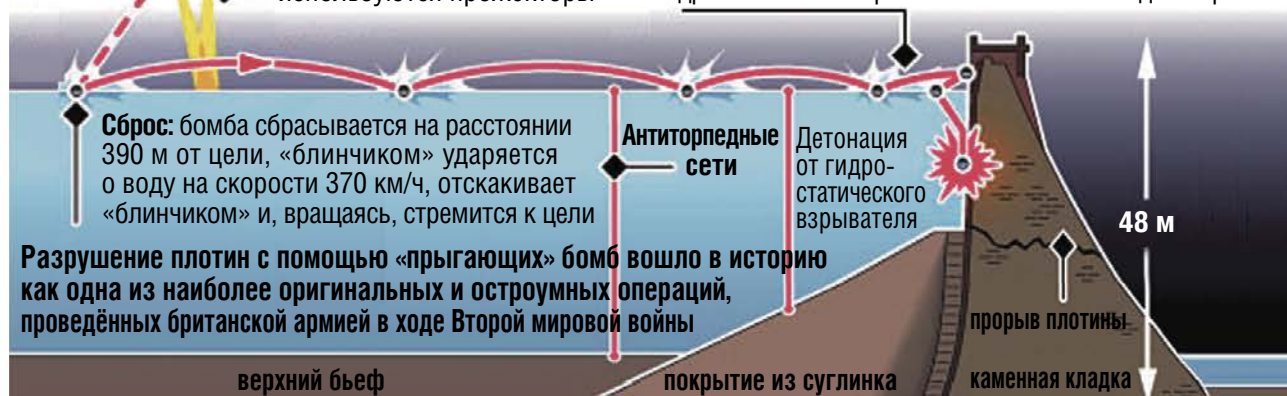 Сброс: бомба сбрасывается на расстоянии
390 м от цели, «блинчиком» ударяется
о воду на скорости 370 км/ч, отскакивает
«блинчиком» и, вращаясь, стремится к цели
Антиторпедные
сети
Детонация
от гидро-
статического
взрывателя
48 м
Разрушение плотин с помощью «прыгающих» бомб вошло в историю
как одна из наиболее оригинальных и остроумных операций,
проведённых британской армией в ходе Второй мировой войны
прорыв плотины
верхний бьеф
покрытие из суглинка
каменная кладка